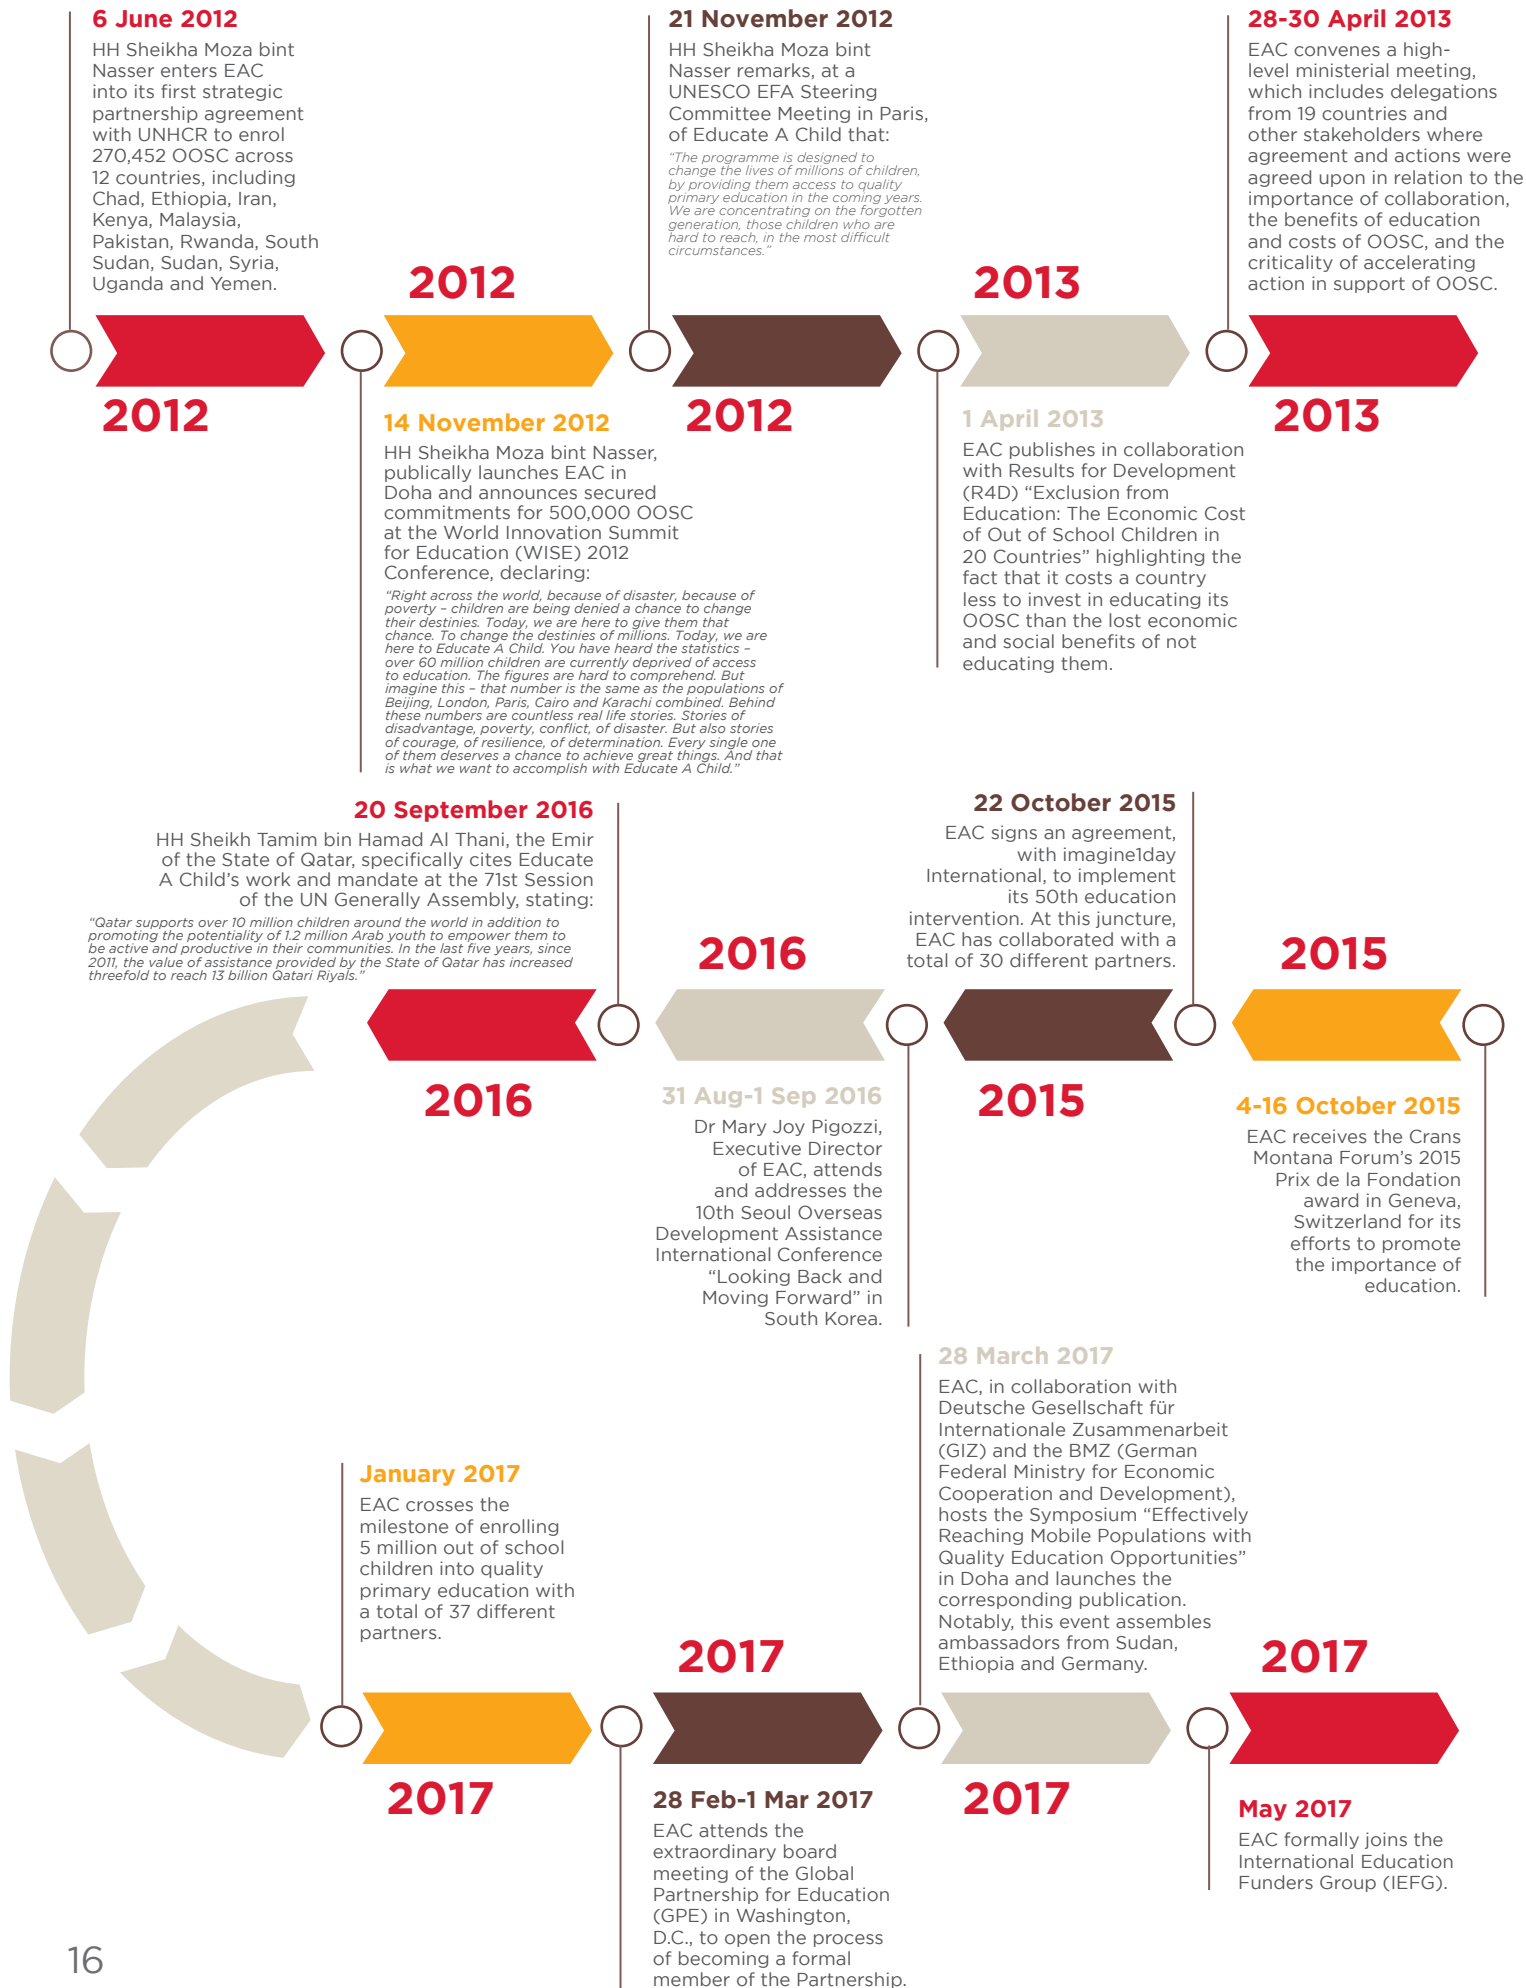 6 June 2012
HH Sheikha Moza bint
Nasser enters EAC
into its first strategic
partnership agreement
with UNHCR to enrol
270,452 OOSC across
12 countries, including
Chad, Ethiopia, Iran,
Kenya, Malaysia,
Pakistan, Rwanda, South
Sudan, Sudan, Syria,
Uganda and Yemen.
2012
2012
14 November 2012
HH Sheikha Moza bint Nasser,
publically launches EAC in
Doha and announces secured
commitments for 500,000 OOSC
at the World Innovation Summit
for Education (WISE) 2012
Conference, declaring:
“Right across the world, because of disaster, because of
poverty – children are being denied a chance to change
their destinies. Today, we are here to give them that
chance. To change the destinies of millions. Today, we are
here to Educate A Child. You have heard the statistics –
over 60 million children are currently deprived of access
to education. The figures are hard to comprehend. But
imagine this – that number is the same as the populations of
Beijing, London, Paris, Cairo and Karachi combined. Behind
these numbers are countless real life stories. Stories of
disadvantage, poverty, conflict, of disaster. But also stories
of courage, of resilience, of determination. Every single one
of them deserves a chance to achieve great things. And that
is what we want to accomplish with Educate A Child.”
21 November 2012
HH Sheikha Moza bint
Nasser remarks, at a
UNESCO EFA Steering
Committee Meeting in Paris,
of Educate A Child that:
“The programme is designed to
change the lives of millions of children,
by providing them access to quality
primary education in the coming years.
We are concentrating on the forgotten
generation, those children who are
hard to reach, in the most difficult
circumstances.”
2012
2013
1 April 2013
EAC publishes in collaboration
with Results for Development
(R4D) “Exclusion from
Education: The Economic Cost
of Out of School Children in
20 Countries” highlighting the
fact that it costs a country
less to invest in educating its
OOSC than the lost economic
and social benefits of not
educating them.
28-30 April 2013
EAC convenes a high-
level ministerial meeting,
which includes delegations
from 19 countries and
other stakeholders where
agreement and actions were
agreed upon in relation to the
importance of collaboration,
the benefits of education
and costs of OOSC, and the
criticality of accelerating
action in support of OOSC.
2013
2015
4-16 October 2015
EAC receives the Crans
Montana Forum’s 2015
Prix de la Fondation
award in Geneva,
Switzerland for its
efforts to promote
the importance of
education.
22 October 2015
EAC signs an agreement,
with imagine1day
International, to implement
its 50th education
intervention. At this juncture,
EAC has collaborated with a
total of 30 different partners.
2015
2016
31 Aug-1 Sep 2016
Dr Mary Joy Pigozzi,
Executive Director
of EAC, attends
and addresses the
10th Seoul Overseas
Development Assistance
International Conference
“Looking Back and
Moving Forward” in
South Korea.
20 September 2016
HH Sheikh Tamim bin Hamad Al Thani, the Emir
of the State of Qatar, specifically cites Educate
A Child’s work and mandate at the 71st Session
of the UN Generally Assembly, stating:
“Qatar supports over 10 million children around the world in addition to
promoting the potentiality of 1.2 million Arab youth to empower them to
be active and productive in their communities. In the last five years, since
2011, the value of assistance provided by the State of Qatar has increased
threefold to reach 13 billion Qatari Riyals.”
2016
January 2017
EAC crosses the
milestone of enrolling
5 million out of school
children into quality
primary education with
a total of 37 different
partners.
2017
2017
28 Feb-1 Mar 2017
EAC attends the
extraordinary board
meeting of the Global
Partnership for Education
(GPE) in Washington,
D.C., to open the process
of becoming a formal
member of the Partnership.
28 March 2017
EAC, in collaboration with
Deutsche Gesellschaft für
Internationale Zusammenarbeit
(GIZ) and the BMZ (German
Federal Ministry for Economic
Cooperation and Development),
hosts the Symposium “Effectively
Reaching Mobile Populations with
Quality Education Opportunities”
in Doha and launches the
corresponding publication.
Notably, this event assembles
ambassadors from Sudan,
Ethiopia and Germany.
2017
2017
May 2017
EAC formally joins the
International Education
Funders Group (IEFG).
16